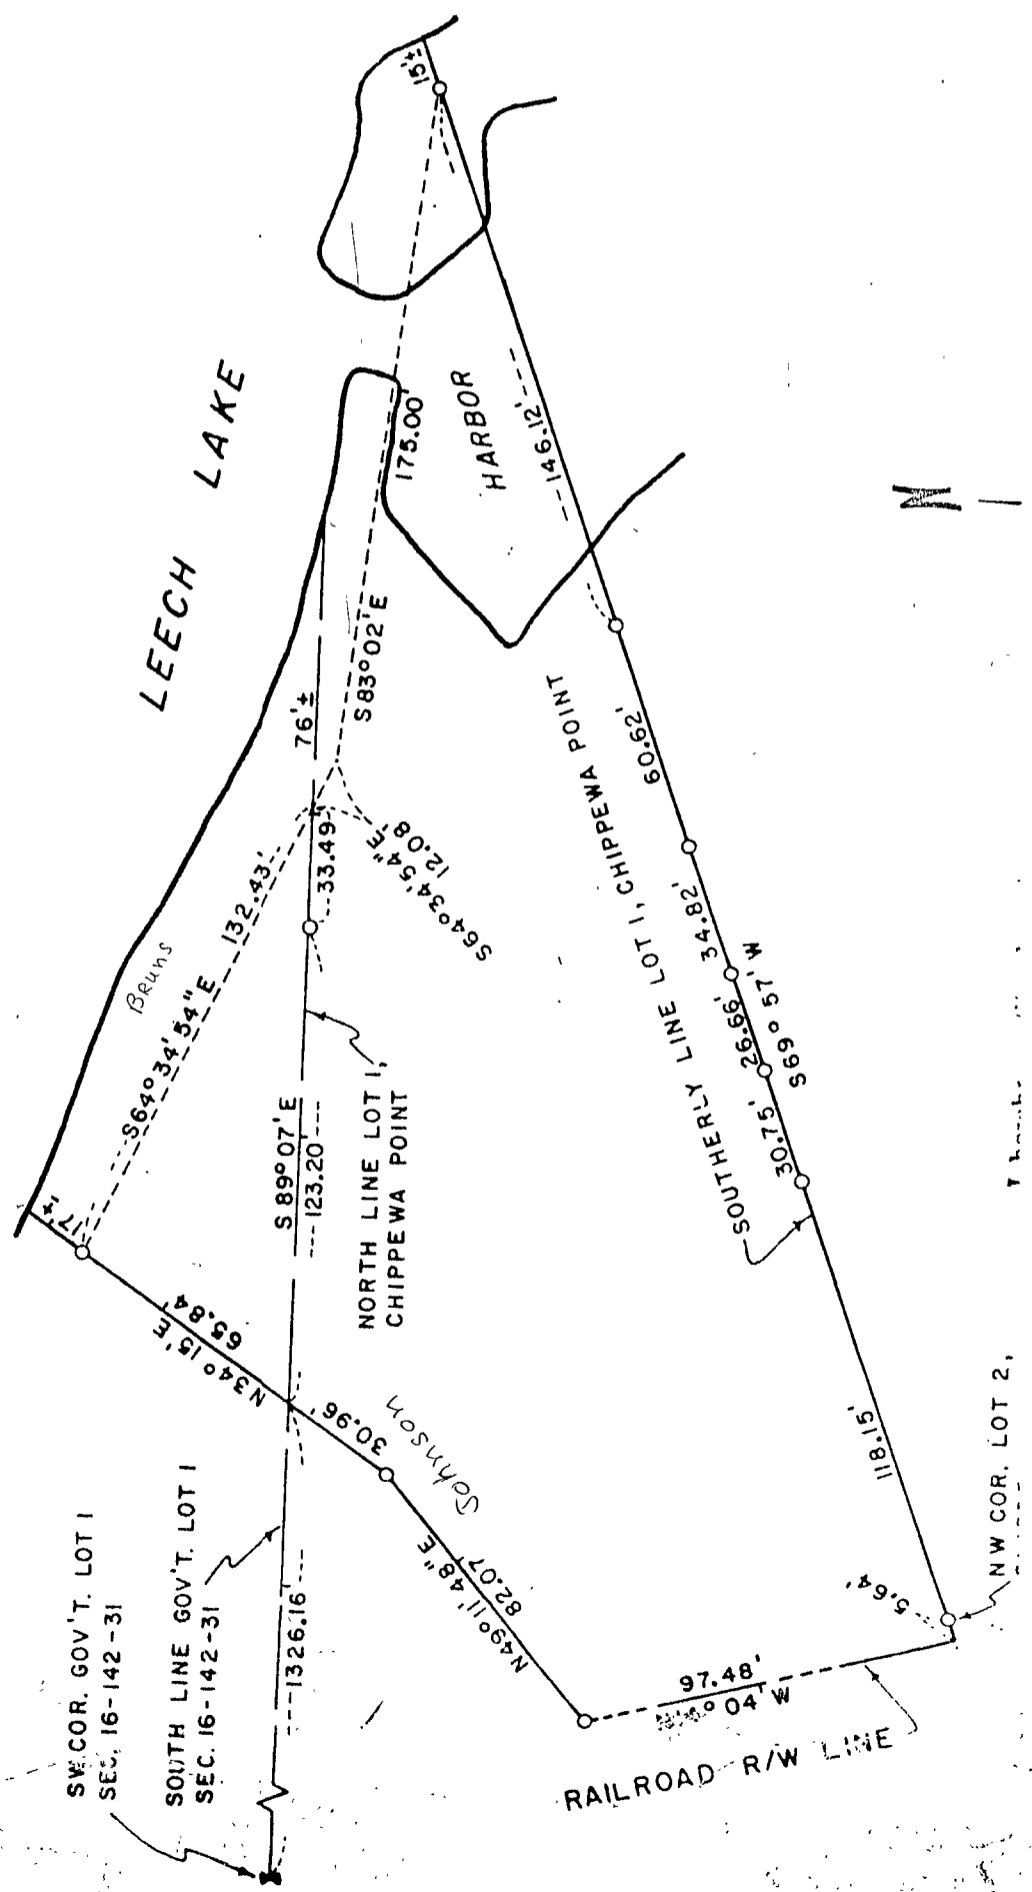 SW. COR. GOV'T. LOT 1
SEC. 16-142-31
SOUTH LINE GOV'T. LOT 1
SEC. 16-142-31
1326.16'
LEECH LAKE
17'±
N34°15'E
65.84'
30.96'
Johnson
N49°11'48"E
82.07'
Bruns
S64°34'54"E 132.43'
S89°07'E
123.20'
33.49'
76'±
NORTH LINE LOT 1,
CHIPPEWA POINT
S64°34'54"E
12.08'
S83°02'E
175.00'
HARBOR
15'±
146.12'
60.62'
34.82'
26.66'
30.75'
S69°57'W
SOUTHERLY LINE LOT 1, CHIPPEWA POINT
118.15'
5.64'
NW COR. LOT 2,
97.48'
04'W
RAILROAD R/W LINE
N